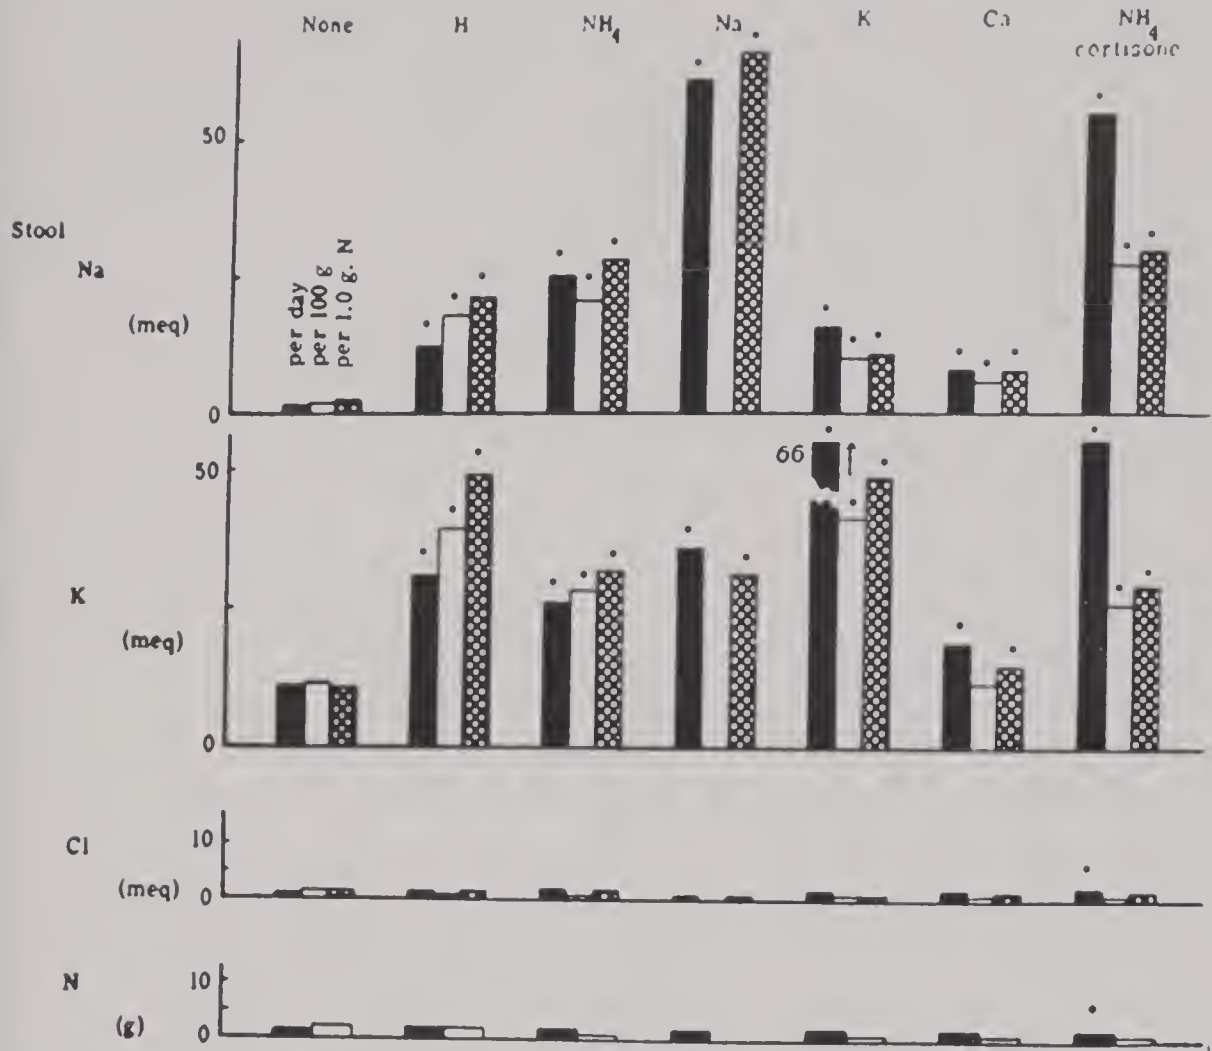 None H NH4 Na K Ca NH4
cortisone
50
Stool
Na
(meq)
per day
per 100 g
per 1.0 g. N
0
50
66
K
(meq)
0
Cl
10
(meq)
0
N
10
(g)
0